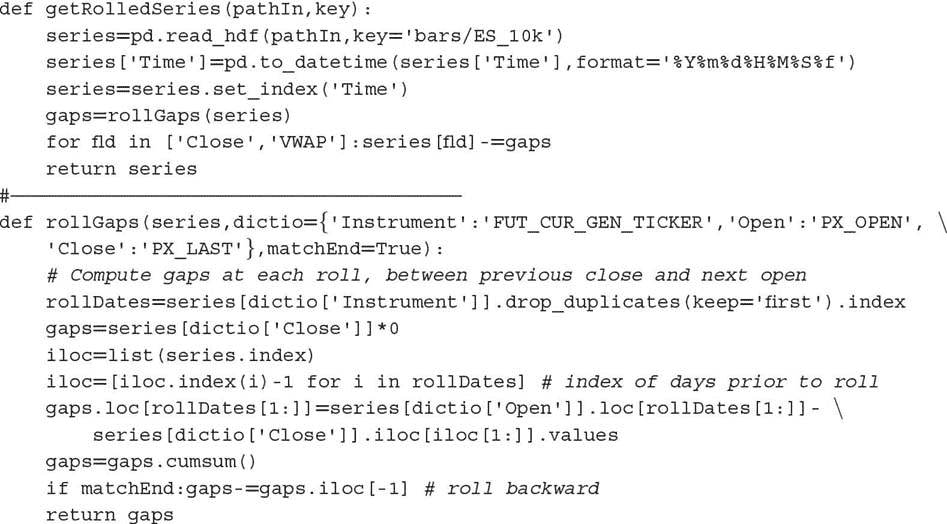 def getRolledSeries(pathIn,key):
    series=pd.read_hdf(pathIn,key='bars/ES_10k')
    series['Time']=pd.to_datetime(series['Time'],format='%Y%m%d%H%M%S%f')
    series=series.set_index('Time')
    gaps=rollGaps(series)
    for fld in ['Close','VWAP']:series[fld]-=gaps
    return series
#———————————————————————————————————————
def rollGaps(series,dictio={'Instrument':'FUT_CUR_GEN_TICKER','Open':'PX_OPEN', \
    'Close':'PX_LAST'},matchEnd=True):
    # Compute gaps at each roll, between previous close and next open
    rollDates=series[dictio['Instrument']].drop_duplicates(keep='first').index
    gaps=series[dictio['Close']]*0
    iloc=list(series.index)
    iloc=[iloc.index(i)-1 for i in rollDates] # index of days prior to roll
    gaps.loc[rollDates[1:]]=series[dictio['Open']].loc[rollDates[1:]]- \
        series[dictio['Close']].iloc[iloc[1:]].values
    gaps=gaps.cumsum()
    if matchEnd:gaps-=gaps.iloc[-1] # roll backward
    return gaps